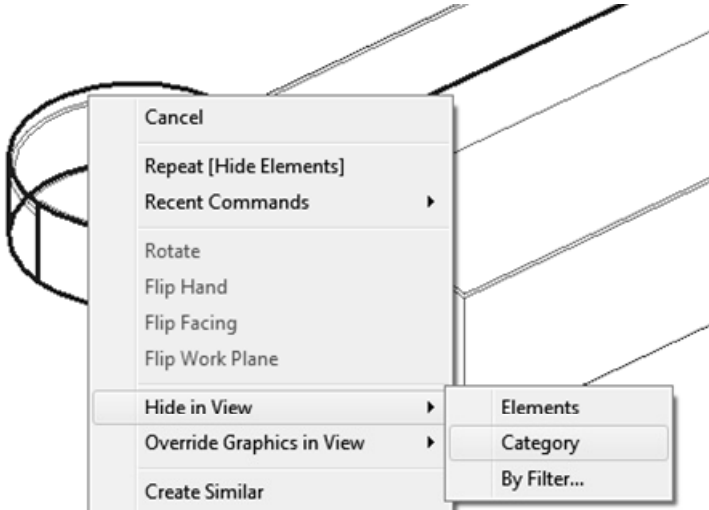 Cancel
Repeat [Hide Elements]
Recent Commands
Rotate
Flip Hand
Flip Facing
Flip Work Plane
Hide in View
Override Graphics in View
Create Similar
Elements
Category
By Filter...